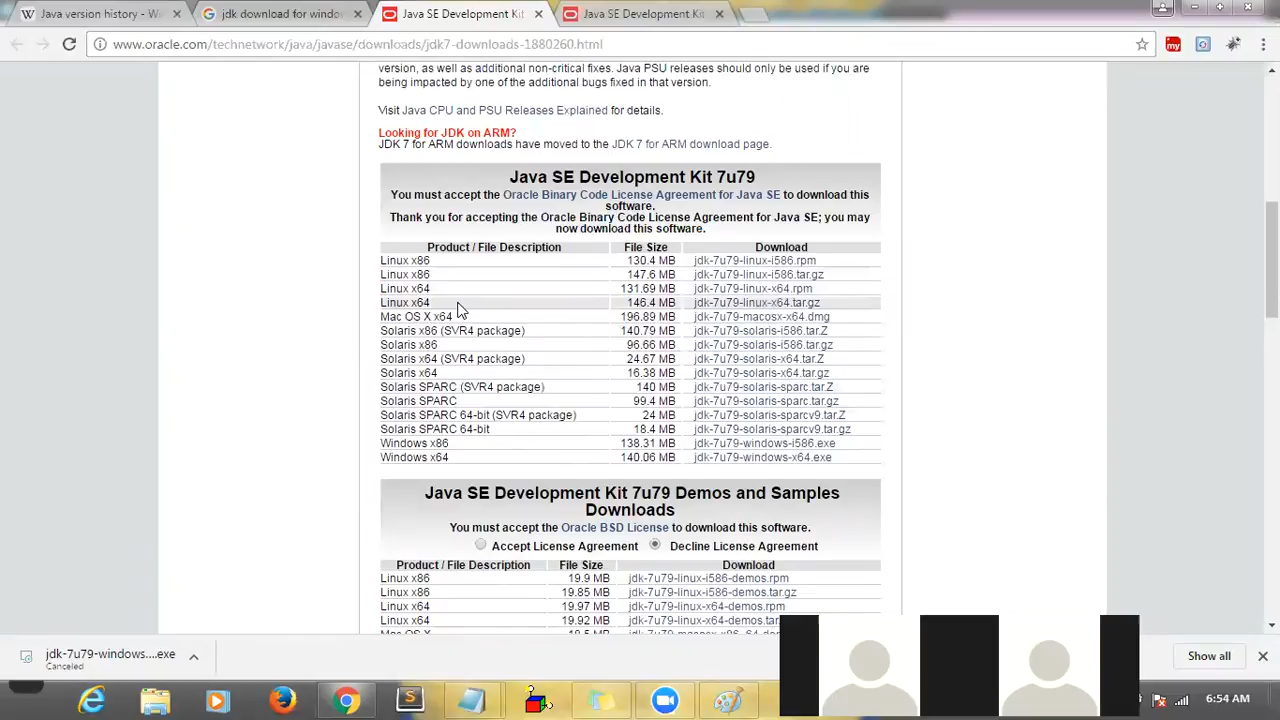 Java version history - W
jdk download for window
Java SE Development Kit
Java SE Development Kit
www.oracle.com/technetwork/java/javase/downloads/jdk7-downloads-1880260.html
my
version, as well as additional non-critical fixes. Java PSU releases should only be used if you are
being impacted by one of the additional bugs fixed in that version.
Visit Java CPU and PSU Releases Explained for details.
Looking for JDK on ARM?
JDK 7 for ARM downloads have moved to the JDK 7 for ARM download page.
Java SE Development Kit 7u79
You must accept the Oracle Binary Code License Agreement for Java SE to download this
software.
Thank you for accepting the Oracle Binary Code License Agreement for Java SE; you may
now download this software.
Product / File Description File Size Download
Linux x86 130.4 MB jdk-7u79-linux-i586.rpm
Linux x86 147.6 MB jdk-7u79-linux-i586.tar.gz
Linux x64 131.69 MB jdk-7u79-linux-x64.rpm
Linux x64 146.4 MB jdk-7u79-linux-x64.tar.gz
Mac OS X x64 196.89 MB jdk-7u79-macosx-x64.dmg
Solaris x86 (SVR4 package) 140.79 MB jdk-7u79-solaris-i586.tar.Z
Solaris x86 96.66 MB jdk-7u79-solaris-i586.tar.gz
Solaris x64 (SVR4 package) 24.67 MB jdk-7u79-solaris-x64.tar.Z
Solaris x64 16.38 MB jdk-7u79-solaris-x64.tar.gz
Solaris SPARC (SVR4 package) 140 MB jdk-7u79-solaris-sparc.tar.Z
Solaris SPARC 99.4 MB jdk-7u79-solaris-sparc.tar.gz
Solaris SPARC 64-bit (SVR4 package) 24 MB jdk-7u79-solaris-sparcv9.tar.Z
Solaris SPARC 64-bit 18.4 MB jdk-7u79-solaris-sparcv9.tar.gz
Windows x86 138.31 MB jdk-7u79-windows-i586.exe
Windows x64 140.06 MB jdk-7u79-windows-x64.exe
Java SE Development Kit 7u79 Demos and Samples
Downloads
You must accept the Oracle BSD License to download this software.
Accept License Agreement Decline License Agreement
Product / File Description File Size Download
Linux x86 19.9 MB jdk-7u79-linux-i586-demos.rpm
Linux x86 19.85 MB jdk-7u79-linux-i586-demos.tar.gz
Linux x64 19.97 MB jdk-7u79-linux-x64-demos.rpm
Linux x64 19.92 MB jdk-7u79-linux-x64-demos.tar.gz
jdk-7u79-windows....exe
Canceled
Show all
6:54 AM